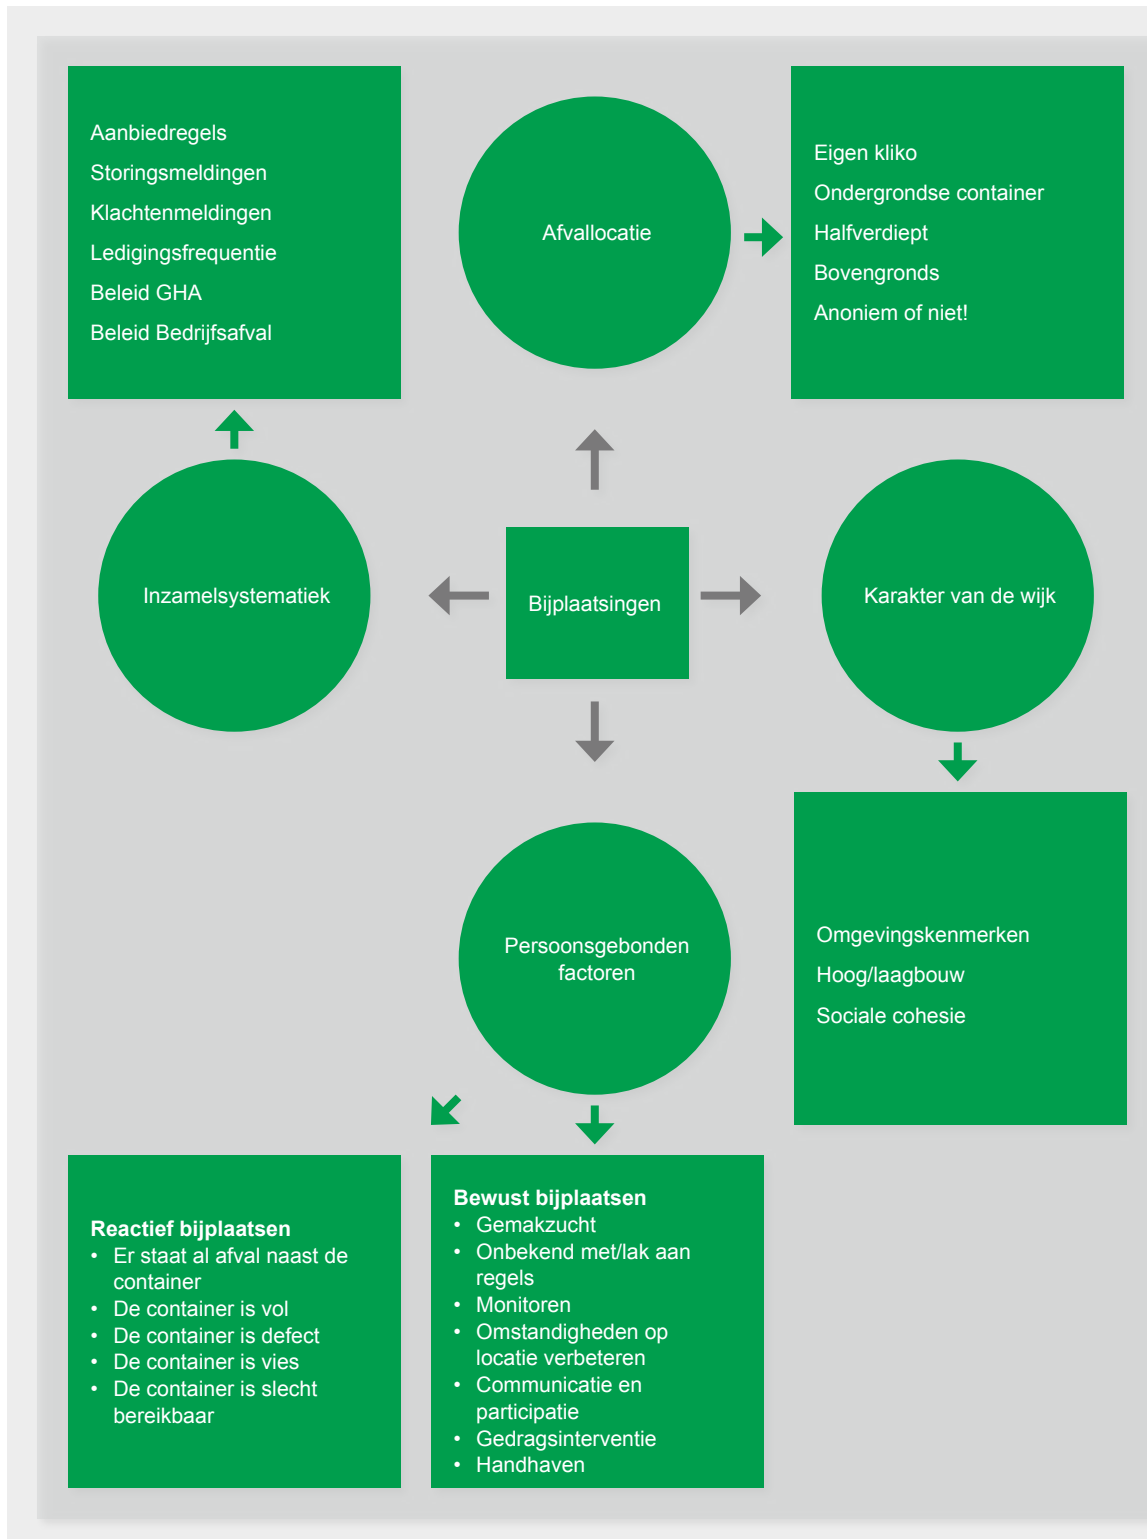 Aanbiedregels
Storingsmeldingen
Klachtenmeldingen
Ledigingsfrequentie
Beleid GHA
Beleid Bedrijfsafval
Afvallocatie
Eigen kliko
Ondergrondse container
Halfverdiept
Bovengronds
Anoniem of niet!
Inzamelsystematiek
Bijplaatsingen
Karakter van de wijk
Persoonsgebonden
factoren
Omgevingskenmerken
Hoog/laagbouw
Sociale cohesie
Reactief bijplaatsen
• Er staat al afval naast de
container
• De container is vol
• De container is defect
• De container is vies
• De container is slecht
bereikbaar
Bewust bijplaatsen
• Gemakzucht
• Onbekend met/lak aan
regels
• Monitoren
• Omstandigheden op
locatie verbeteren
• Communicatie en
participatie
• Gedragsinterventie
• Handhaven